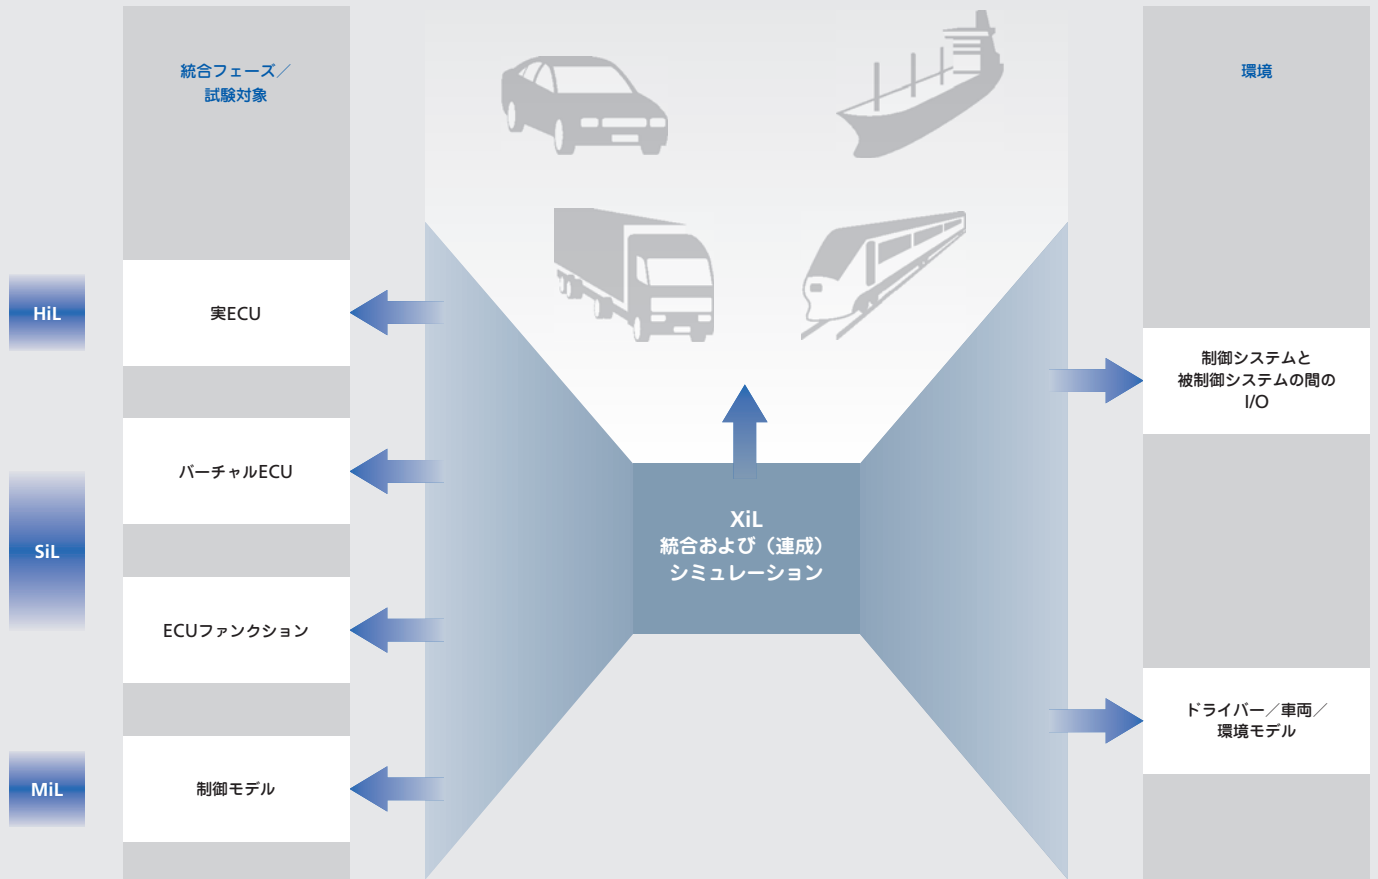 統合フェーズ／
試験対象
HiL
実ECU
バーチャルECU
SiL
ECUファンクション
MiL
制御モデル
XiL
統合および（連成）
シミュレーション
環境
制御システムと
被制御システムの間の
I/O
ドライバー／車両／
環境モデル